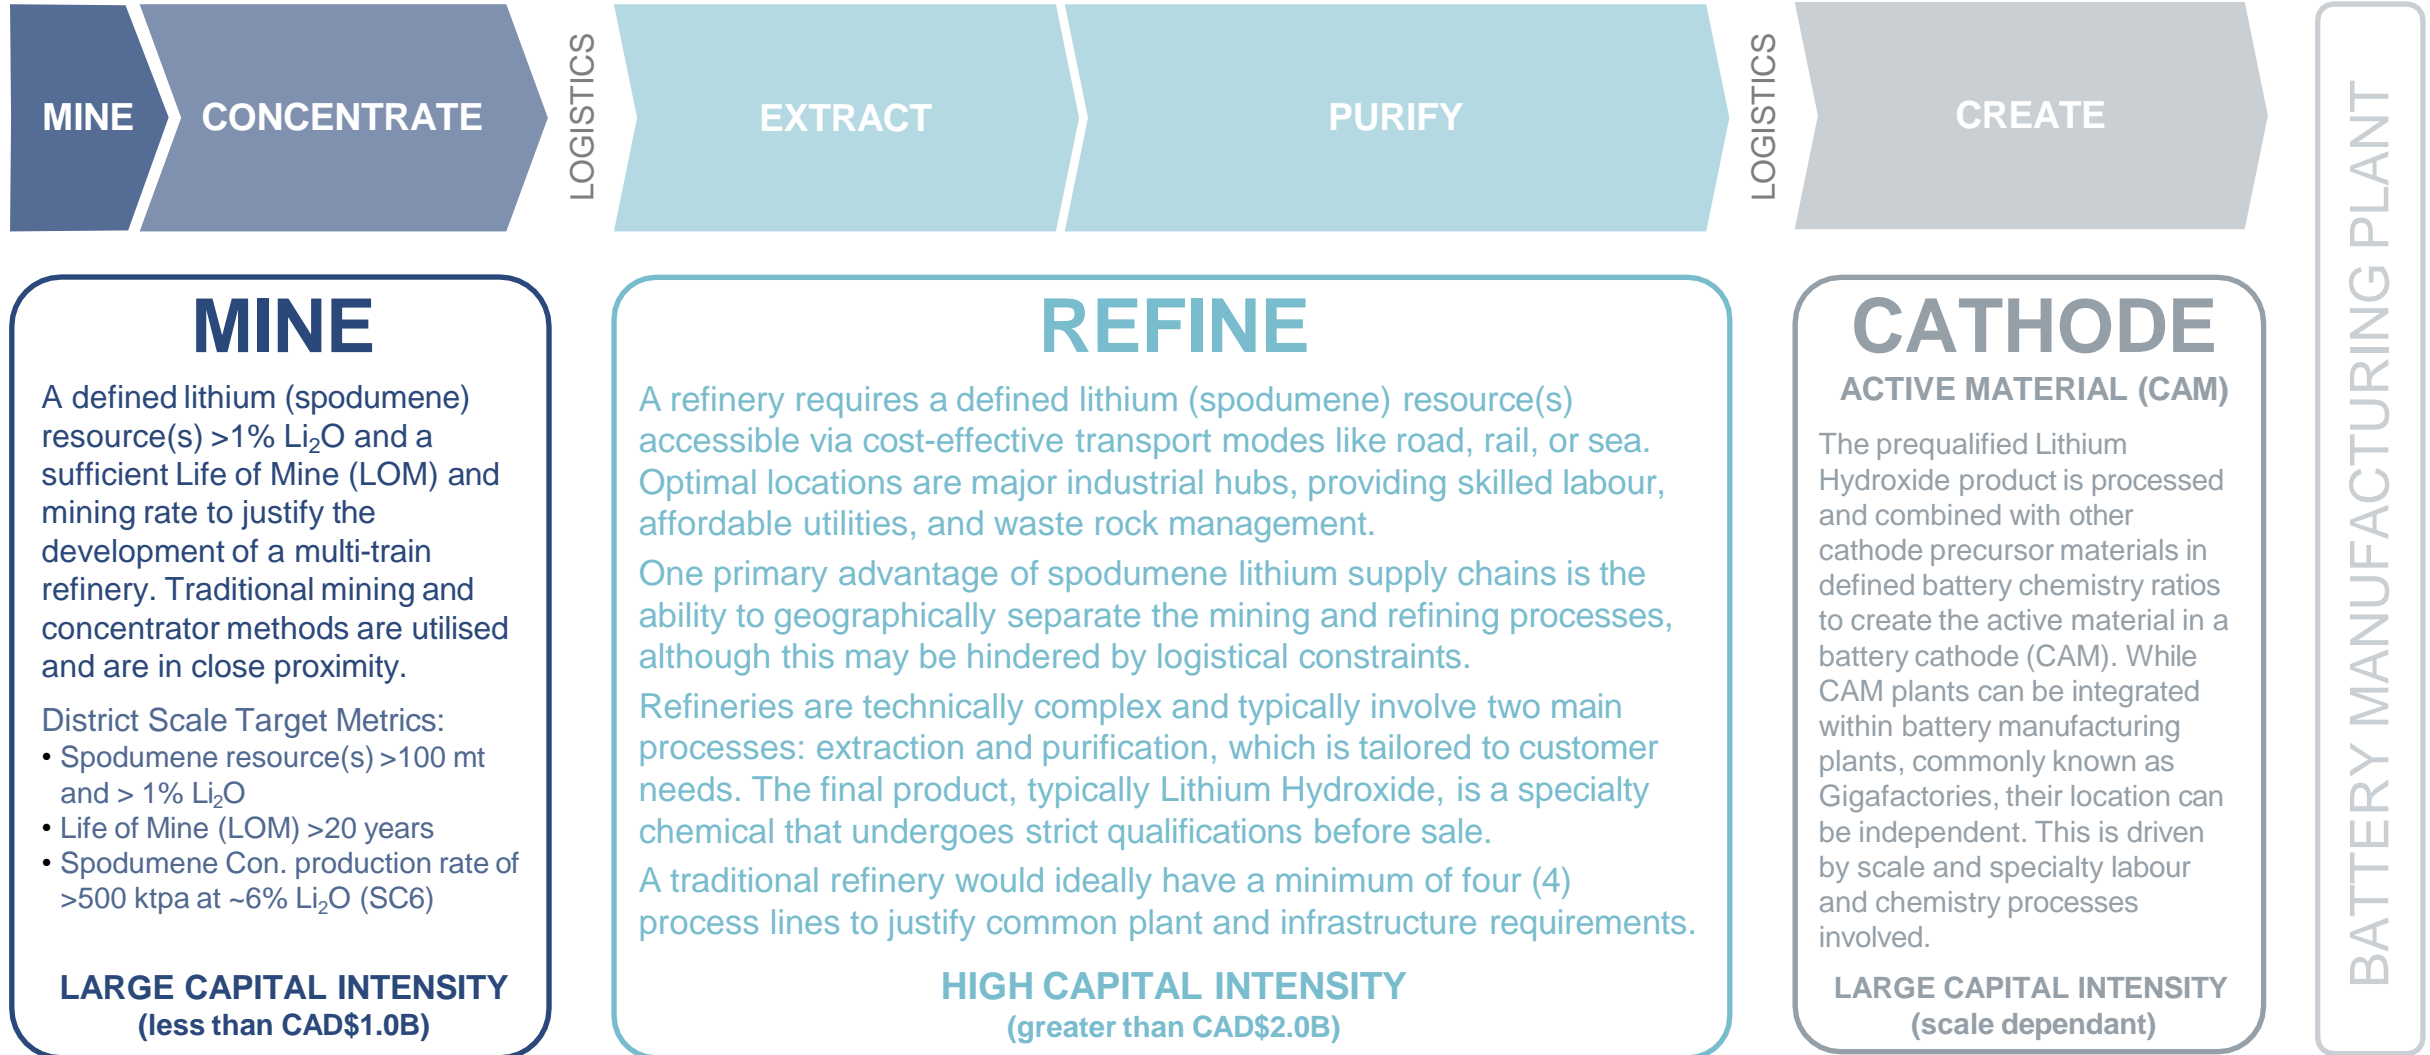 MINE
CONCENTRATE
LOGISTICS
EXTRACT
PURIFY
LOGISTICS
CREATE
BATTERY MANUFACTURING PLANT
MINE
A defined lithium (spodumene)
resource(s) >1% Li₂O and a
sufficient Life of Mine (LOM) and
mining rate to justify the
development of a multi-train
refinery. Traditional mining and
concentrator methods are utilised
and are in close proximity.
District Scale Target Metrics:
• Spodumene resource(s) >100 mt
and > 1% Li₂O
• Life of Mine (LOM) >20 years
• Spodumene Con. production rate of
>500 ktpa at ~6% Li₂O (SC6)
LARGE CAPITAL INTENSITY
(less than CAD$1.0B)
REFINE
A refinery requires a defined lithium (spodumene) resource(s)
accessible via cost-effective transport modes like road, rail, or sea.
Optimal locations are major industrial hubs, providing skilled labour,
affordable utilities, and waste rock management.
One primary advantage of spodumene lithium supply chains is the
ability to geographically separate the mining and refining processes,
although this may be hindered by logistical constraints.
Refineries are technically complex and typically involve two main
processes: extraction and purification, which is tailored to customer
needs. The final product, typically Lithium Hydroxide, is a specialty
chemical that undergoes strict qualifications before sale.
A traditional refinery would ideally have a minimum of four (4)
process lines to justify common plant and infrastructure requirements.
HIGH CAPITAL INTENSITY
(greater than CAD$2.0B)
CATHODE
ACTIVE MATERIAL (CAM)
The prequalified Lithium
Hydroxide product is processed
and combined with other
cathode precursor materials in
defined battery chemistry ratios
to create the active material in a
battery cathode (CAM). While
CAM plants can be integrated
within battery manufacturing
plants, commonly known as
Gigafactories, their location can
be independent. This is driven
by scale and specialty labour
and chemistry processes
involved.
LARGE CAPITAL INTENSITY
(scale dependant)